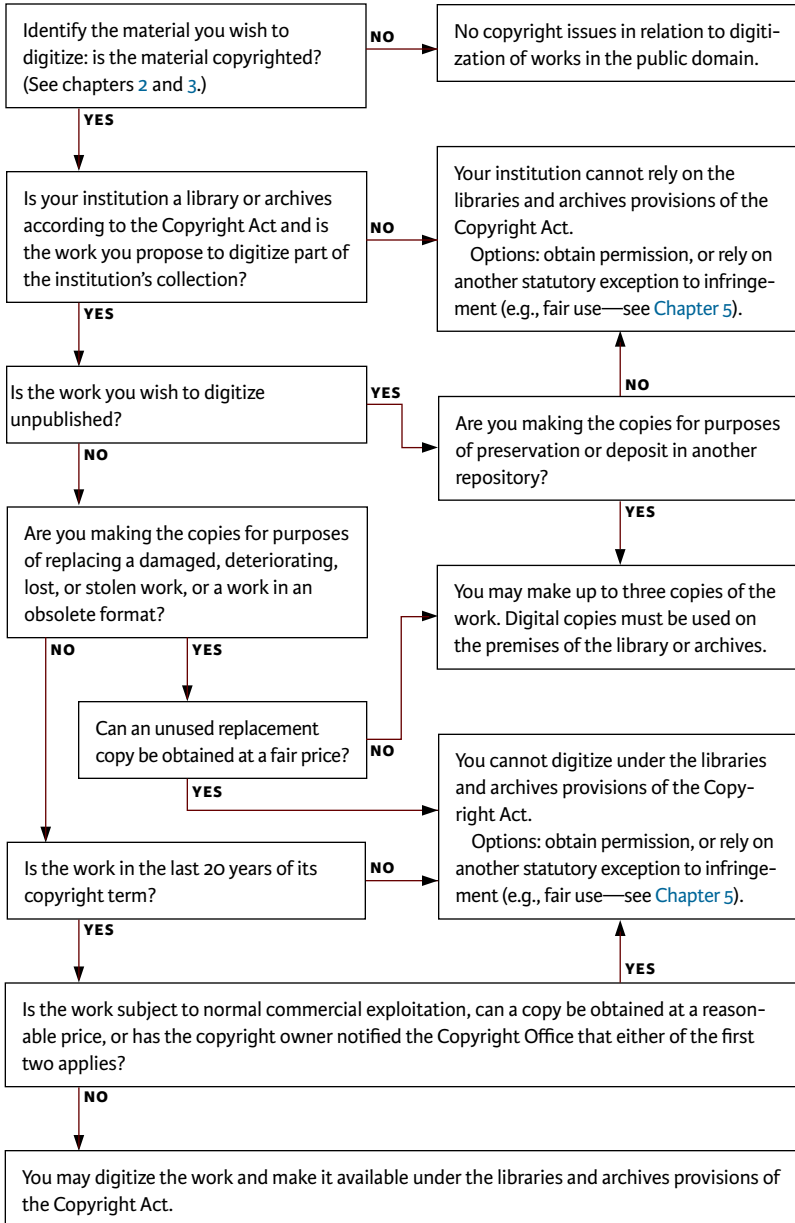 Identify the material you wish to
digitize: is the material copyrighted?
(See chapters 2 and 3.)
NO
No copyright issues in relation to digiti-
zation of works in the public domain.
YES
Is your institution a library or archives
according to the Copyright Act and is
the work you propose to digitize part of
the institution’s collection?
NO
Your institution cannot rely on the
libraries and archives provisions of the
Copyright Act.
Options: obtain permission, or rely on
another statutory exception to infringe-
ment (e.g., fair use—see Chapter 5).
YES
NO
Is the work you wish to digitize
unpublished?
YES
Are you making the copies for purposes
of preservation or deposit in another
repository?
NO
YES
Are you making the copies for purposes
of replacing a damaged, deteriorating,
lost, or stolen work, or a work in an
obsolete format?
You may make up to three copies of the
work. Digital copies must be used on
the premises of the library or archives.
NO
YES
Can an unused replacement
copy be obtained at a fair price?
NO
YES
You cannot digitize under the libraries
and archives provisions of the Copy-
right Act.
Options: obtain permission, or rely on
another statutory exception to infringe-
ment (e.g., fair use—see Chapter 5).
Is the work in the last 20 years of its
copyright term?
NO
YES
YES
Is the work subject to normal commercial exploitation, can a copy be obtained at a reason-
able price, or has the copyright owner notified the Copyright Office that either of the first
two applies?
NO
You may digitize the work and make it available under the libraries and archives provisions of
the Copyright Act.